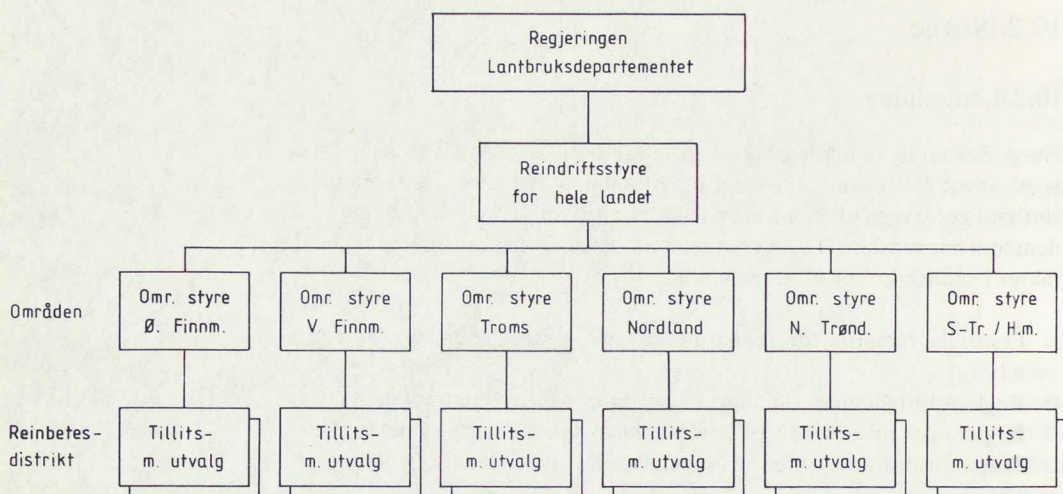 Regjeringen
Lantbruksdepartementet
Reindriftsstyre
for hele landet
Områden
Omr. styre
Ø. Finnm.
Omr. styre
V. Finnm.
Omr. styre
Troms
Omr. styre
Nordland
Omr. styre
N. Trønd.
Omr. styre
S-Tr. / H.m.
Reinbetes-
distrikt
Tillits-
m. utvalg
Tillits-
m. utvalg
Tillits-
m. utvalg
Tillits-
m. utvalg
Tillits-
m. utvalg
Tillits-
m. utvalg